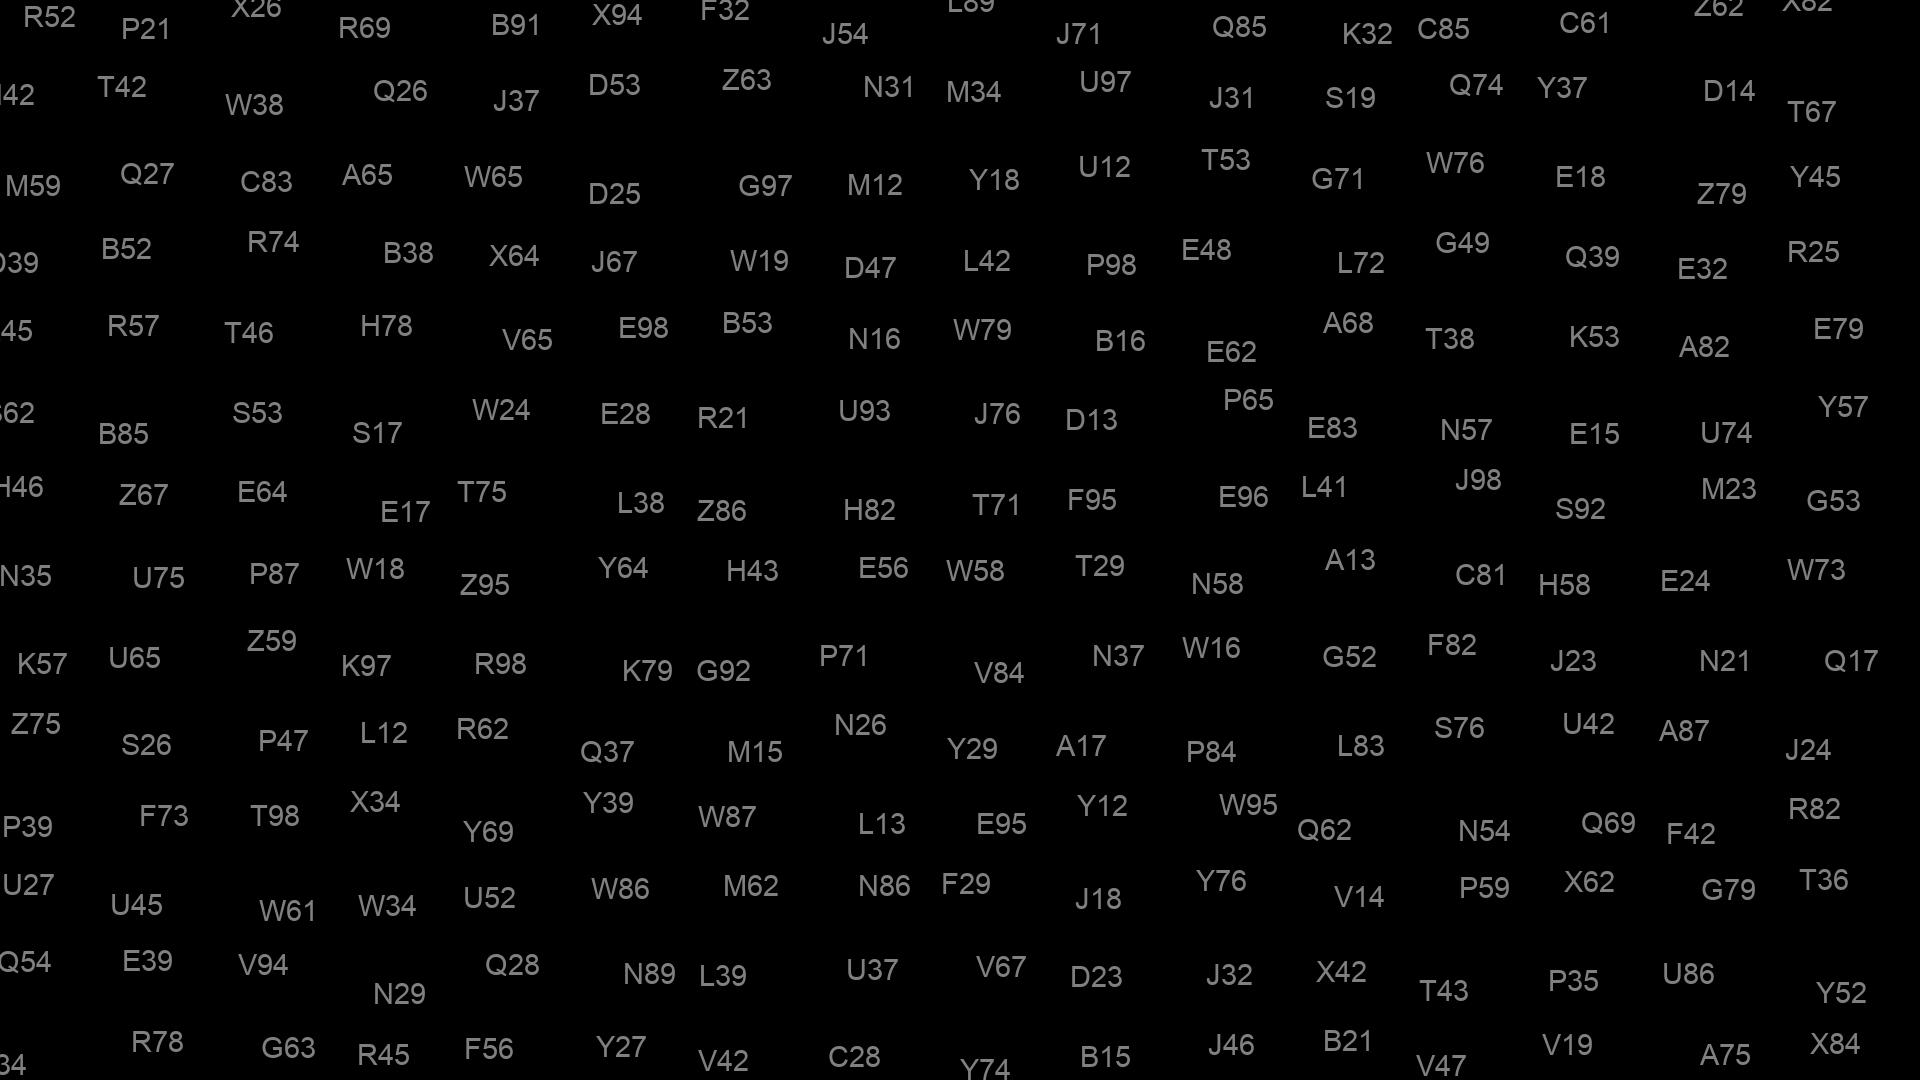 R52 P21 X26 R69 B91 X94 F32 J54 L89 J71 Q85 K32 C85 C61 Z62 X82
42 T42 W38 Q26 J37 D53 Z63 N31 M34 U97 J31 S19 Q74 Y37 D14 T67
M59 Q27 C83 A65 W65 D25 G97 M12 Y18 U12 T53 G71 W76 E18 Z79 Y45
39 B52 R74 B38 X64 J67 W19 D47 L42 P98 E48 L72 G49 Q39 E32 R25
45 R57 T46 H78 V65 E98 B53 N16 W79 B16 E62 A68 T38 K53 A82 E79
62 B85 S53 S17 W24 E28 R21 U93 J76 D13 P65 E83 N57 E15 U74 Y57
H46 Z67 E64 E17 T75 L38 Z86 H82 T71 F95 E96 L41 J98 S92 M23 G53
N35 U75 P87 W18 Z95 Y64 H43 E56 W58 T29 N58 A13 C81 H58 E24 W73
K57 U65 Z59 K97 R98 K79 G92 P71 V84 N37 W16 G52 F82 J23 N21 Q17
Z75 S26 P47 L12 R62 Q37 M15 N26 Y29 A17 P84 L83 S76 U42 A87 J24
P39 F73 T98 X34 Y69 Y39 W87 L13 E95 Y12 W95 Q62 N54 Q69 F42 R82
U27 U45 W61 W34 U52 W86 M62 N86 F29 J18 Y76 V14 P59 X62 G79 T36
Q54 E39 V94 N29 Q28 N89 L39 U37 V67 D23 J32 X42 T43 P35 U86 Y52
34 R78 G63 R45 F56 Y27 V42 C28 Y74 B15 J46 B21 V47 V19 A75 X84